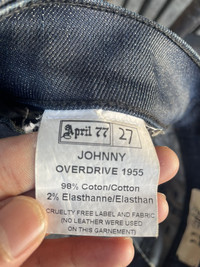 April 77 27
JOHNNY
OVERDRIVE 1955
98% Coton/Cotton
2% Elasthanne/Elasthan
CRUELTY FREE LABEL AND FABRIC
(NO LEATHER WERE USED
ON THIS GARNEMENT)